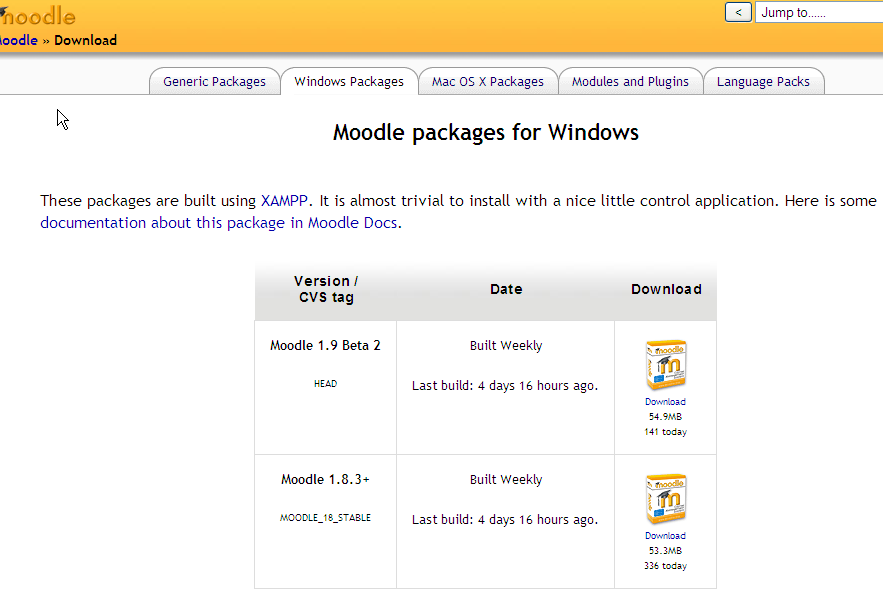 moodle
< Jump to......
Moodle » Download
Generic Packages Windows Packages Mac OS X Packages Modules and Plugins Language Packs
Moodle packages for Windows
These packages are built using XAMPP. It is almost trivial to install with a nice little control application. Here is some
documentation about this package in Moodle Docs.
Version /
CVS tag
Date
Download
Moodle 1.9 Beta 2
HEAD
Built Weekly
Last build: 4 days 16 hours ago.
moodle
m
Download
54.9MB
141 today
Moodle 1.8.3+
MOODLE_18_STABLE
Built Weekly
Last build: 4 days 16 hours ago.
moodle
m
Download
53.3MB
336 today